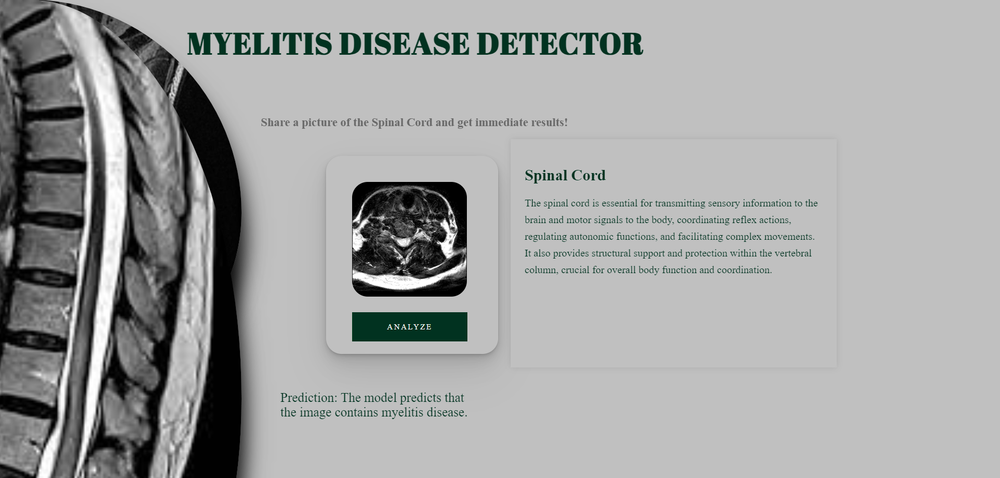 MYELITIS DISEASE DETECTOR
Share a picture of the Spinal Cord and get immediate results!
ANALYZE
Spinal Cord
The spinal cord is essential for transmitting sensory information to the
brain and motor signals to the body, coordinating reflex actions,
regulating autonomic functions, and facilitating complex movements.
It also provides structural support and protection within the vertebral
column, crucial for overall body function and coordination.
Prediction: The model predicts that
the image contains myelitis disease.